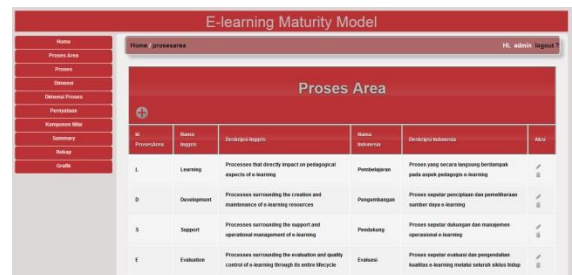 E-learning Maturity Model
Home
Proses Area
Proses
Dimensi
Dimensi Proses
Pernyataan
Komponen Nilai
Summary
Rekap
Grafik
Home / prosesarea
Hi, admin logout ?
Proses Area
Id ProsesArea
Nama Inggris
Deskripsi Inggris
Nama Indonesia
Deskripsi Indonesia
Aksi
L
Learning
Processes that directly impact on pedagogical
aspects of e-learning
Pembelajaran
Proses yang secara langsung berdampak
pada aspek pedagogis e-learning
D
Development
Processes surrounding the creation and
maintenance of e-learning resources
Pengembangan
Proses seputar penciptaan dan pemeliharaan
sumber daya e-learning
S
Support
Processes surrounding the support and
operational management of e-learning
Pendukung
Proses seputar dukungan dan manajemen
operasional e-learning
E
Evaluation
Processes surrounding the evaluation and quality
control of e-learning through its entire lifecycle
Evaluasi
Proses seputar evaluasi dan pengendalian
kualitas e-learning melalui seluruh siklus hidup